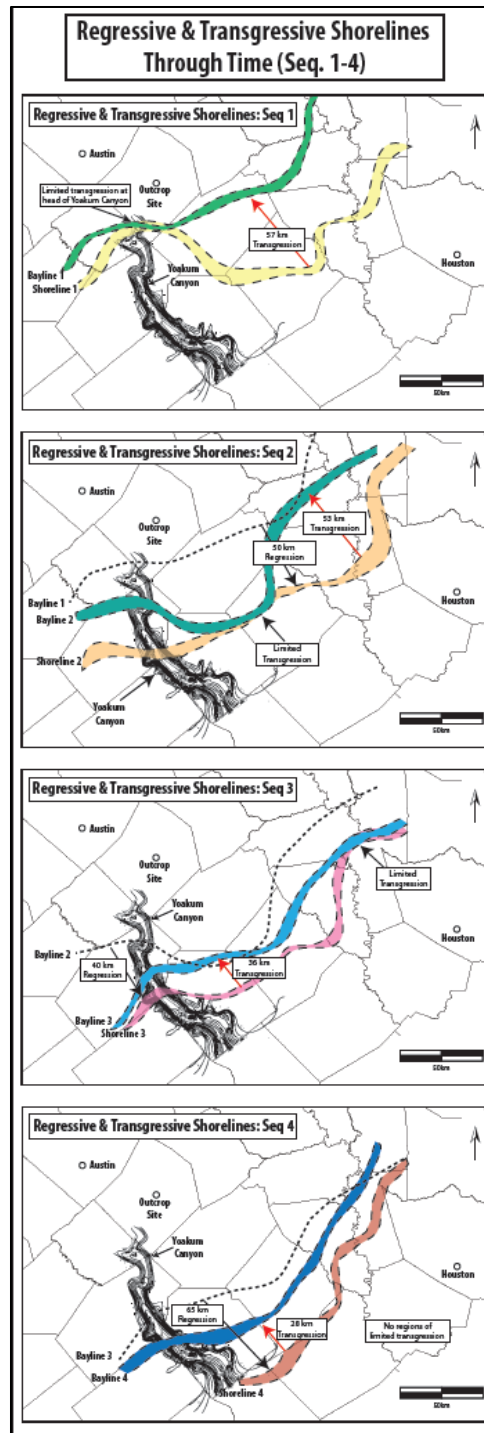 Regressive & Transgressive Shorelines
Through Time (Seq. 1-4)
Regressive & Transgressive Shorelines: Seq 1
Austin
Limited transgression at
head of Yoakum Canyon
Outcrop
Site
57 km
Transgression
Houston
Bayline 1
Shoreline 1
Yoakum
Canyon
50km
Regressive & Transgressive Shorelines: Seq 2
Austin
Outcrop
Site
53 km
Transgression
50 km
Regression
Bayline 1
Bayline 2
Houston
Limited
Transgression
Shoreline 2
Yoakum
Canyon
50km
Regressive & Transgressive Shorelines: Seq 3
Austin
Outcrop
Site
Limited
Transgression
Yoakum
Canyon
Houston
Bayline 2
40 km
Regression
36 km
Transgression
Bayline 3
Shoreline 3
50km
Regressive & Transgressive Shorelines: Seq 4
Austin
Outcrop
Site
Yoakum
Canyon
Houston
65 km
Regression
28 km
Transgression
No regions of
limited transgression
Bayline 3
Bayline 4
Shoreline 4
50km